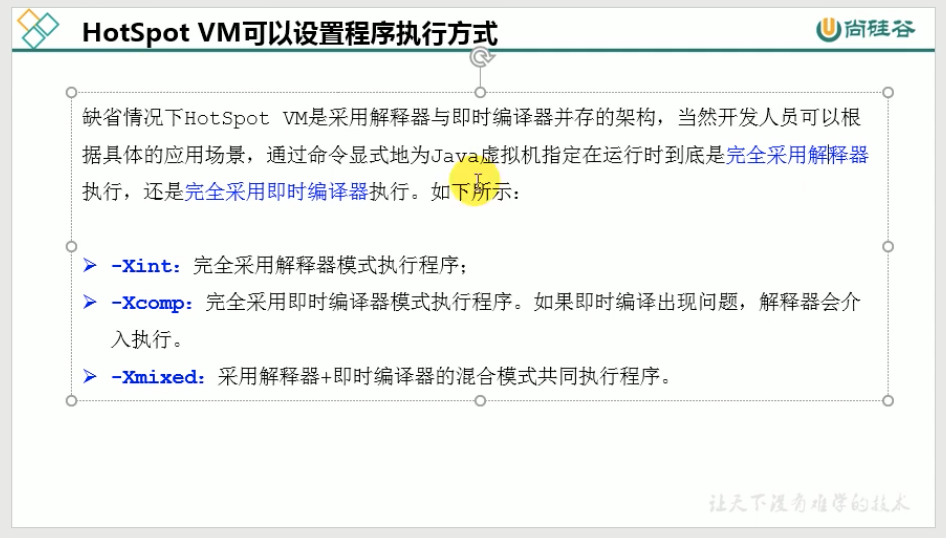 HotSpot VM可以设置程序执行方式
尚硅谷
缺省情况下HotSpot VM是采用解释器与即时编译器并存的架构，当然开发人员可以根
据具体的应用场景，通过命令显式地为Java虚拟机指定在运行时到底是完全采用解释器
执行，还是完全采用即时编译器执行。如下所示：
-Xint：完全采用解释器模式执行程序；
-Xcomp：完全采用即时编译器模式执行程序。如果即时编译出现问题，解释器会介
入执行。
-Xmixed：采用解释器+即时编译器的混合模式共同执行程序。
让天下没有难学的技术